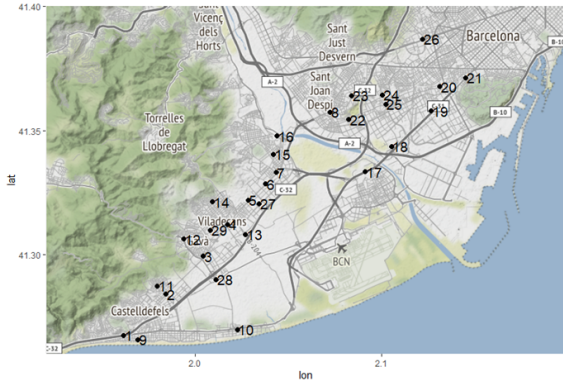 41.40
41.35
41.30
lat
2.0
2.1
lon
Sant
Vicenç
dels
Horts
Sant
Just
Desvern
Sant
Joan
Despí
Barcelona
Torrelles
de
Llobregat
Viladecans
Gavà
Castelldefels
BCN
A-2
A-2
B-10
B-10
C-32
C-32
C-32
C-31
26
21
20
19
23
24
25
22
8
18
17
16
15
7
6
5
27
14
4
29
13
12
3
28
11
2
10
1
9